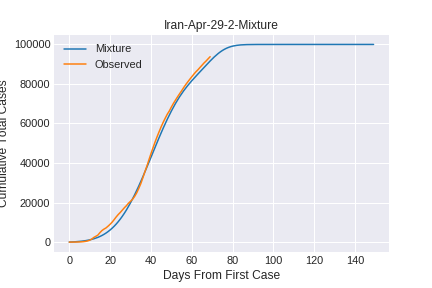 Iran-Apr-29-2-Mixture
100000
80000
60000
40000
20000
0
Cumulative Total Cases
Mixture
Observed
0 20 40 60 80 100 120 140
Days From First Case